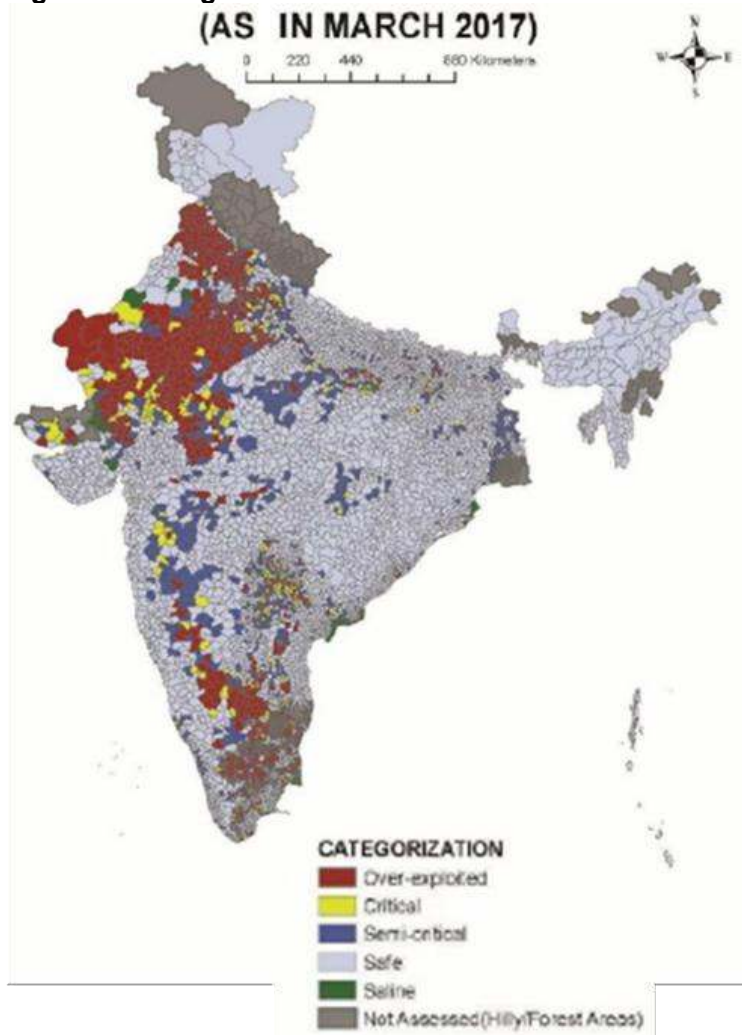 (AS IN MARCH 2017)
N
W E
S
0 220 440 880 Kilometers
CATEGORIZATION
Over-exploited
Critical
Semi-critical
Safe
Saline
Not Assessed(Hilly/Forest Areas)